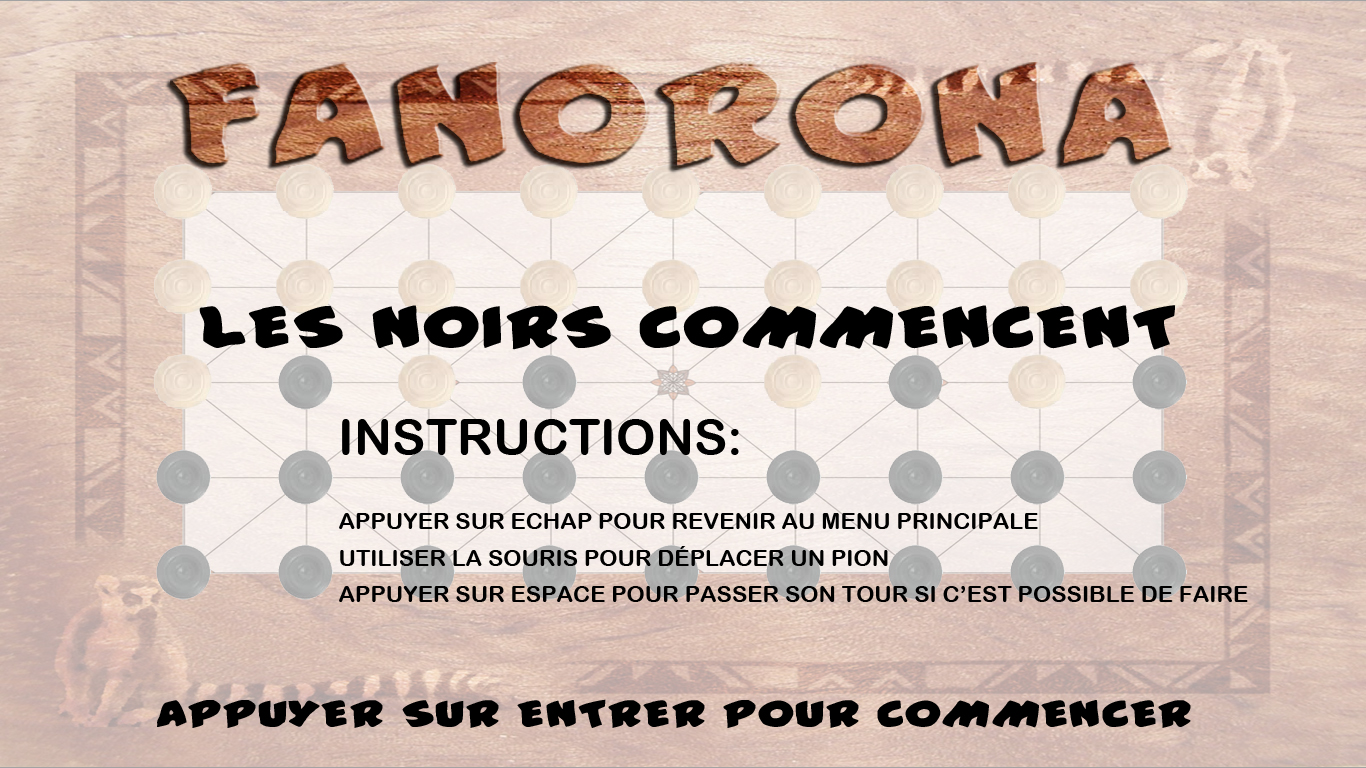 FANORONA
LES NOIRS COMMENCENT
INSTRUCTIONS:
APPUYER SUR ECHAP POUR REVENIR AU MENU PRINCIPALE
UTILISER LA SOURIS POUR DÉPLACER UN PION
APPUYER SUR ESPACE POUR PASSER SON TOUR SI C’EST POSSIBLE DE FAIRE
APPUYER SUR ENTRER POUR COMMENCER